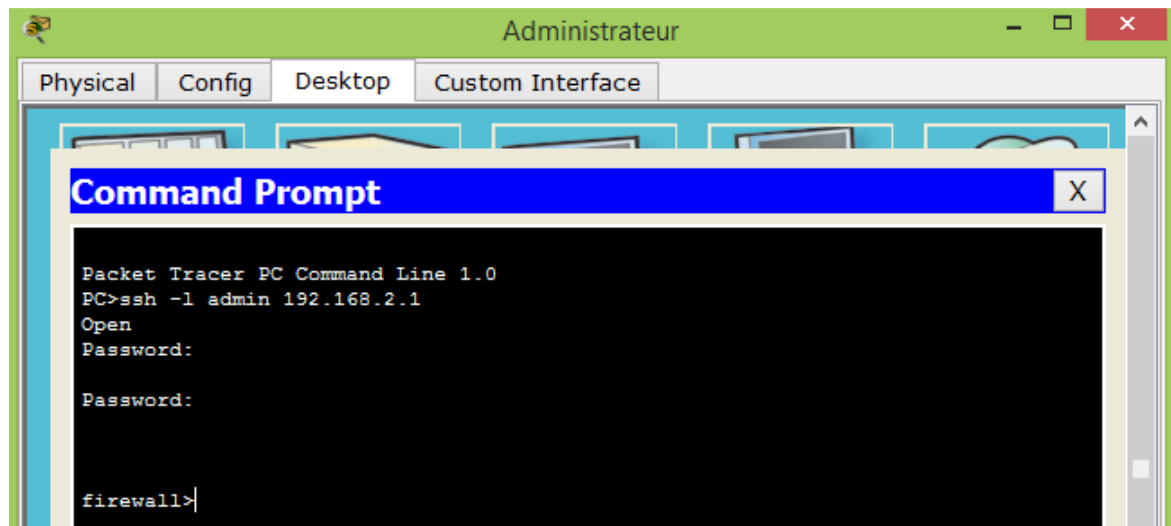 Administrateur
Physical Config Desktop Custom Interface
Command Prompt
X
Packet Tracer PC Command Line 1.0
PC>ssh -l admin 192.168.2.1
Open
Password:
Password:
firewall>